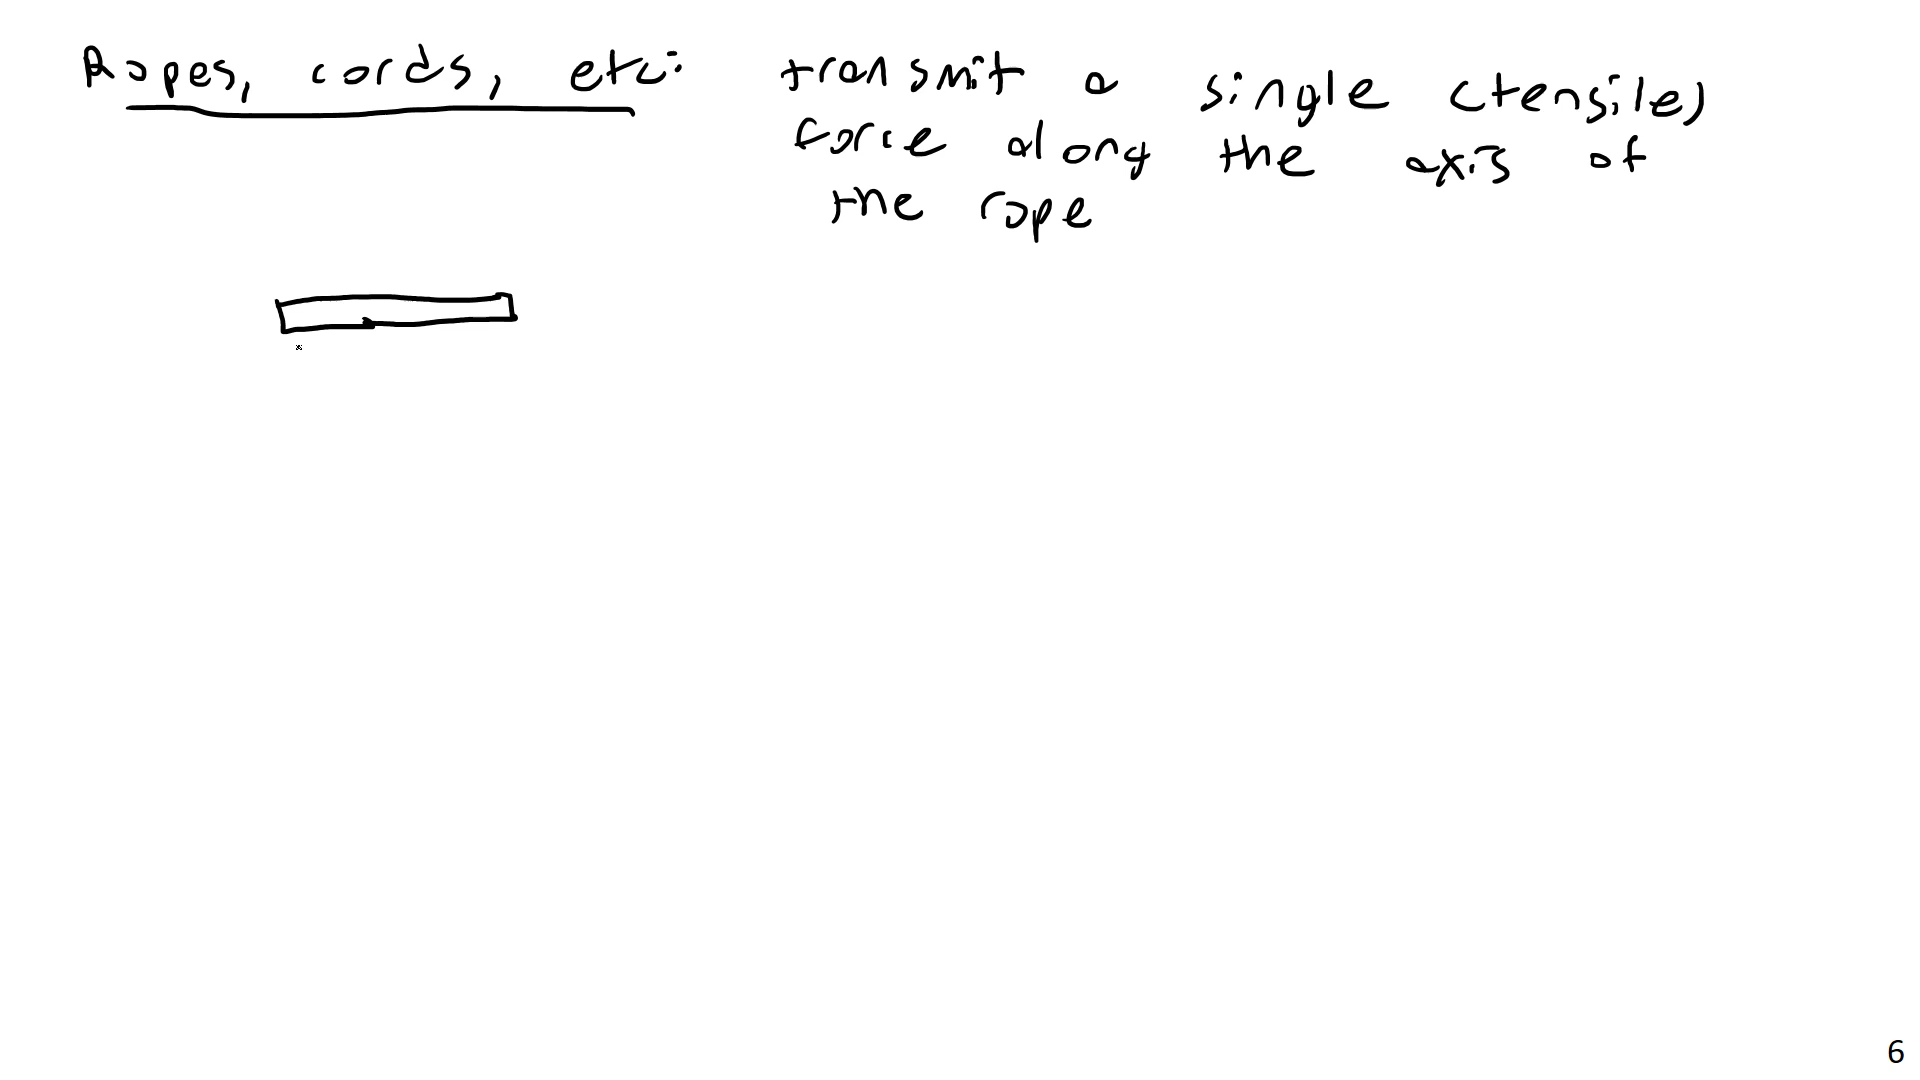 Ropes, cords, etc: transmit a single (tensile)
force along the axis of
the rope
6